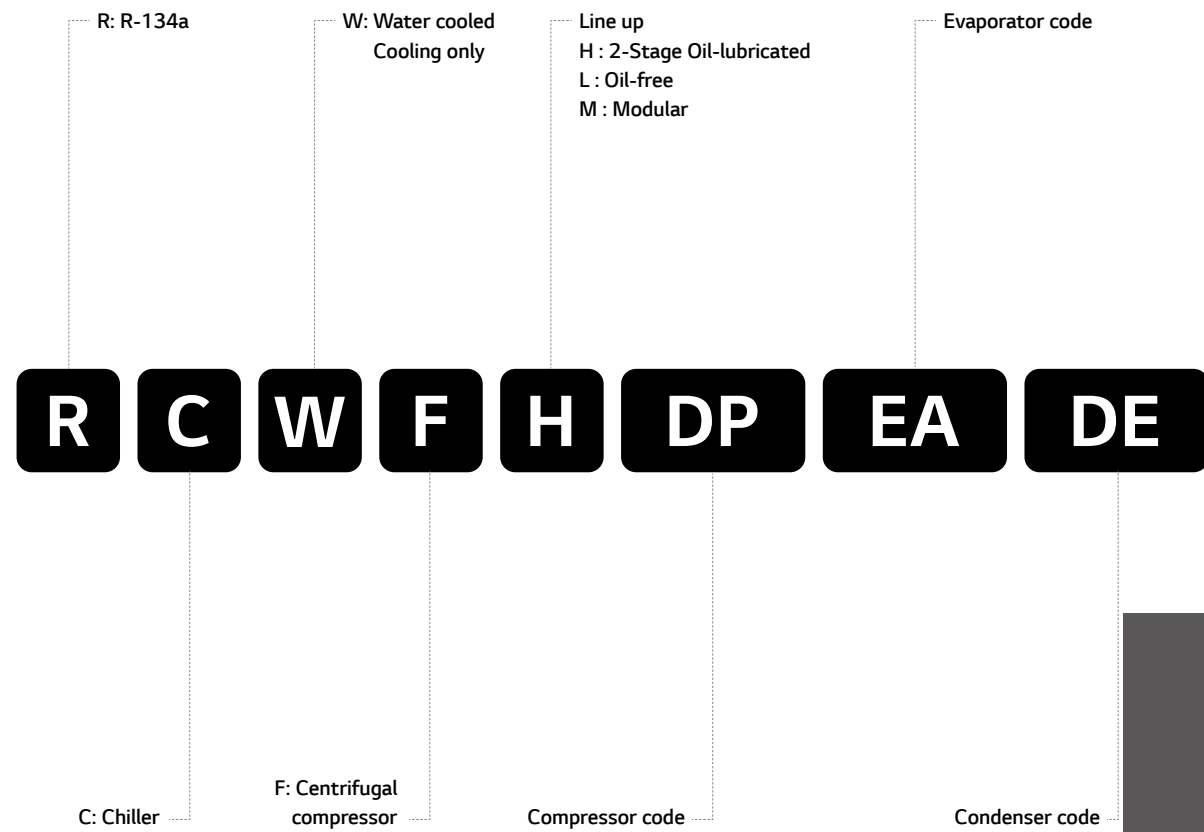 R: R-134a
W: Water cooled
Cooling only
Line up
H : 2-Stage Oil-lubricated
L : Oil-free
M : Modular
Evaporator code
R C W F H DP EA DE
C: Chiller
F: Centrifugal
compressor
Compressor code
Condenser code